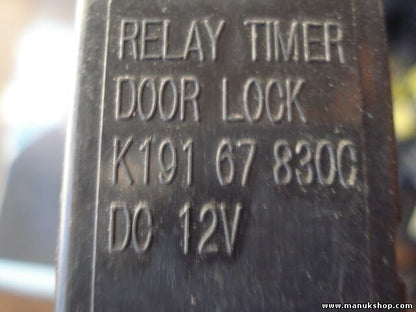 RELAY TIMER
DOOR LOCK
K191 67 830C
DC 12V
www.manukshop.com